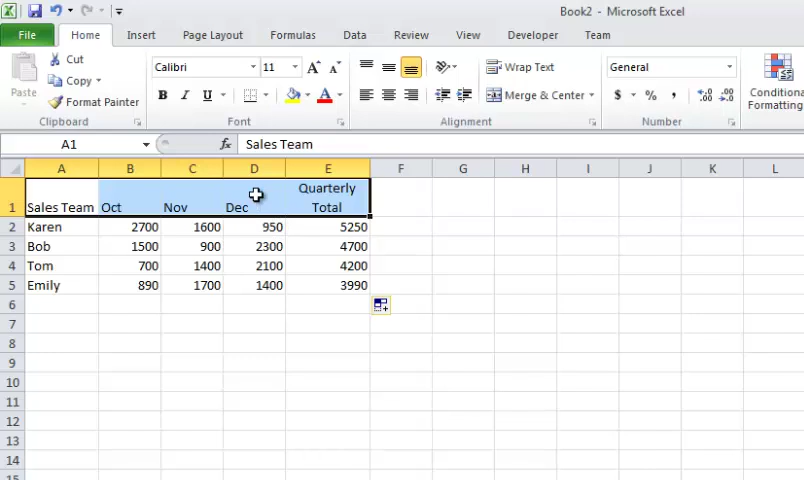 Book2 - Microsoft Excel
File Home Insert Page Layout Formulas Data Review View Developer Team
Paste
Cut
Copy
Format Painter
Clipboard
Calibri 11 A A
B I U A
Font
Wrap Text
Merge & Center
Alignment
General
$ % , .00 .00
Number
Conditional
Formatting
A1 fx Sales Team
A B C D E F G H I J K L
1 Sales Team Oct Nov Dec Quarterly
Total
2 Karen 2700 1600 950 5250
3 Bob 1500 900 2300 4700
4 Tom 700 1400 2100 4200
5 Emily 890 1700 1400 3990
6
7
8
9
10
11
12
13
14
15